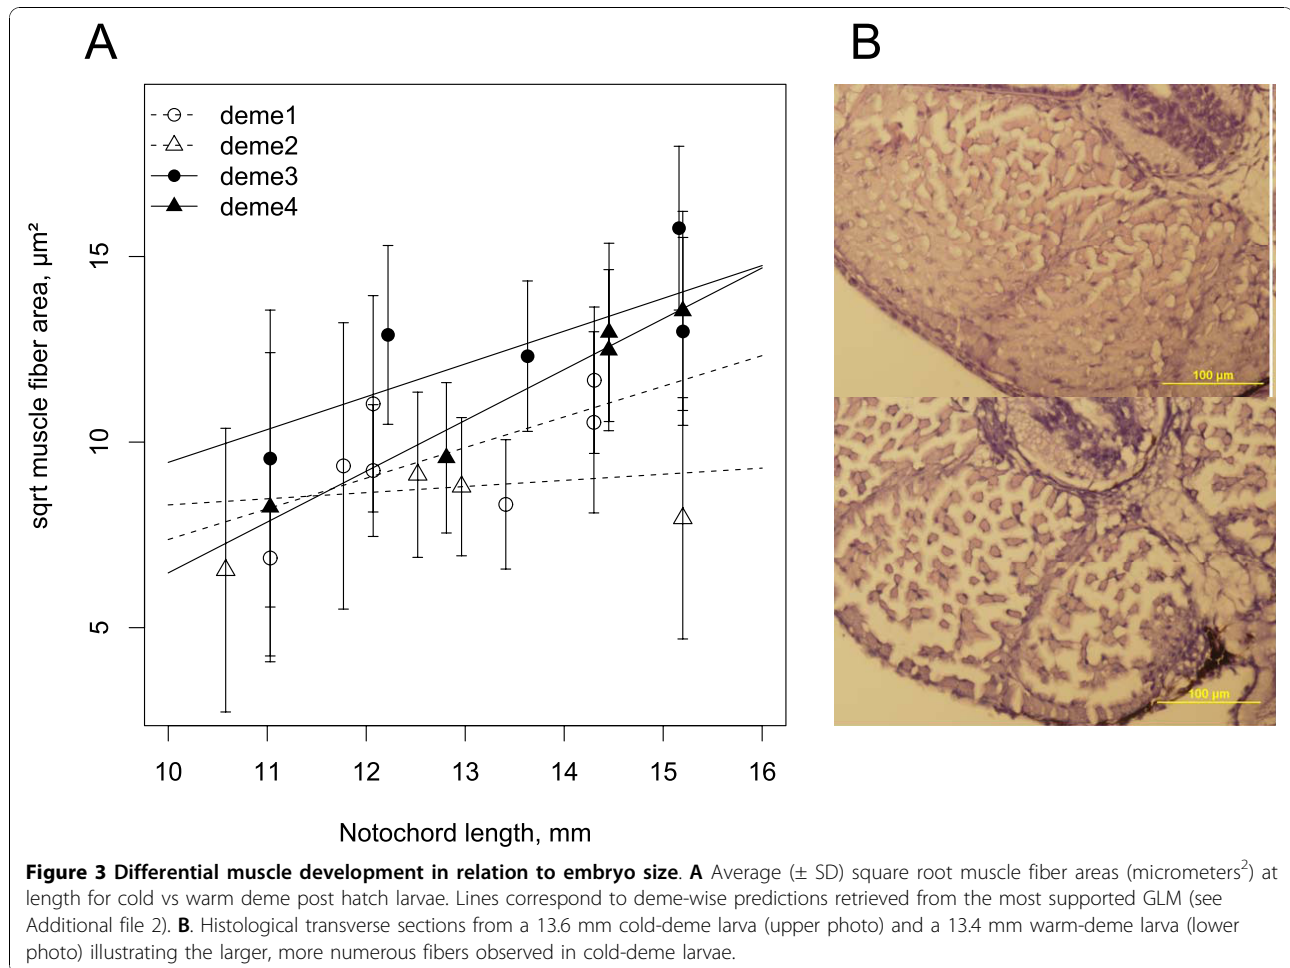 A
B
deme1
deme2
deme3
deme4
sqrt muscle fiber area, µm²
15
10
5
10 11 12 13 14 15 16
Notochord length, mm
100 µm
100 µm
Figure 3 Differential muscle development in relation to embryo size. A Average (± SD) square root muscle fiber areas (micrometers²) at
length for cold vs warm deme post hatch larvae. Lines correspond to deme-wise predictions retrieved from the most supported GLM (see
Additional file 2). B. Histological transverse sections from a 13.6 mm cold-deme larva (upper photo) and a 13.4 mm warm-deme larva (lower
photo) illustrating the larger, more numerous fibers observed in cold-deme larvae.